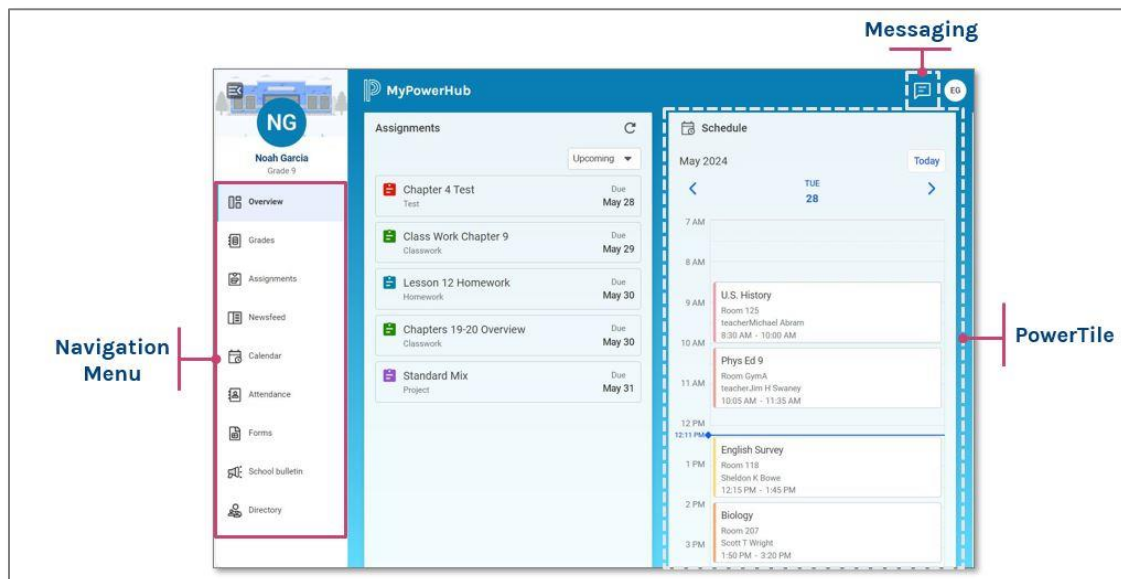 Messaging
MyPowerHub
EG
NG
Noah Garcia
Grade 9
Overview
Grades
Assignments
Newsfeed
Calendar
Attendance
Forms
School bulletin
Directory
Navigation
Menu
Assignments
Upcoming
Chapter 4 Test
Test
Due
May 28
Class Work Chapter 9
Classwork
Due
May 29
Lesson 12 Homework
Homework
Due
May 30
Chapters 19-20 Overview
Classwork
Due
May 30
Standard Mix
Project
Due
May 31
Schedule
May 2024
Today
TUE
28
7 AM
8 AM
9 AM
U.S. History
Room 125
teacherMichael Abram
8:30 AM - 10:00 AM
10 AM
Phys Ed 9
Room GymA
teacherJim H Swaney
10:05 AM - 11:35 AM
11 AM
12 PM
12:11 PM
English Survey
Room 118
Sheldon K Bowe
12:15 PM - 1:45 PM
1 PM
2 PM
Biology
Room 207
Scott T Wright
1:50 PM - 3:20 PM
3 PM
PowerTile